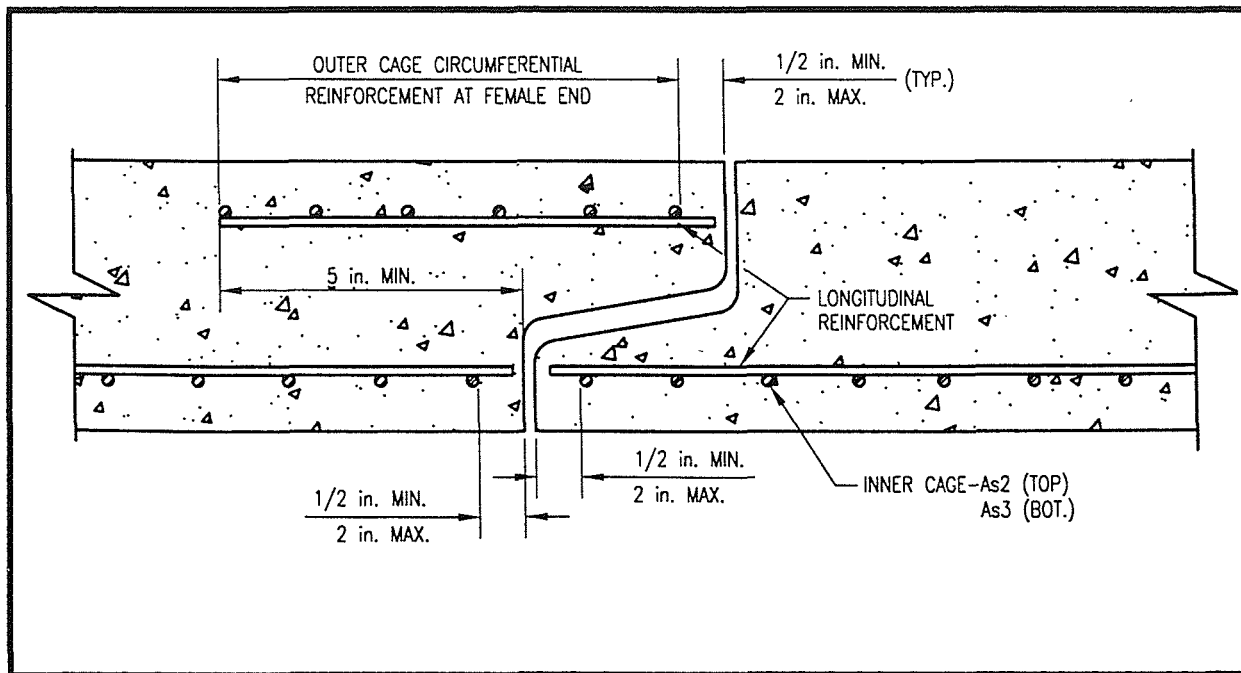 OUTER CAGE CIRCUMFERENTIAL
REINFORCEMENT AT FEMALE END
1/2 in. MIN.
2 in. MAX.
(TYP.)
5 in. MIN.
LONGITUDINAL
REINFORCEMENT
1/2 in. MIN.
2 in. MAX.
1/2 in. MIN.
2 in. MAX.
INNER CAGE-As2 (TOP)
As3 (BOT.)